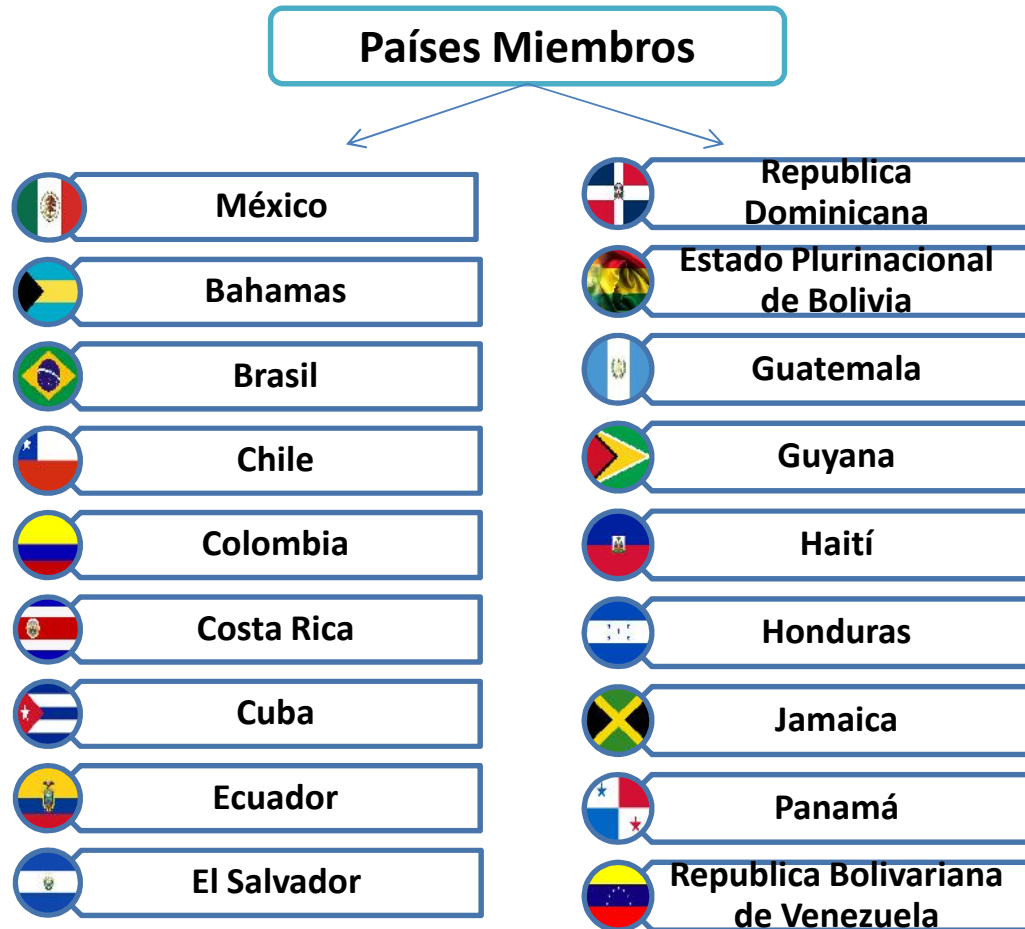 Países Miembros
México
Bahamas
Brasil
Chile
Colombia
Costa Rica
Cuba
Ecuador
El Salvador
Republica
Dominicana
Estado Plurinacional
de Bolivia
Guatemala
Guyana
Haití
Honduras
Jamaica
Panamá
Republica Bolivariana
de Venezuela